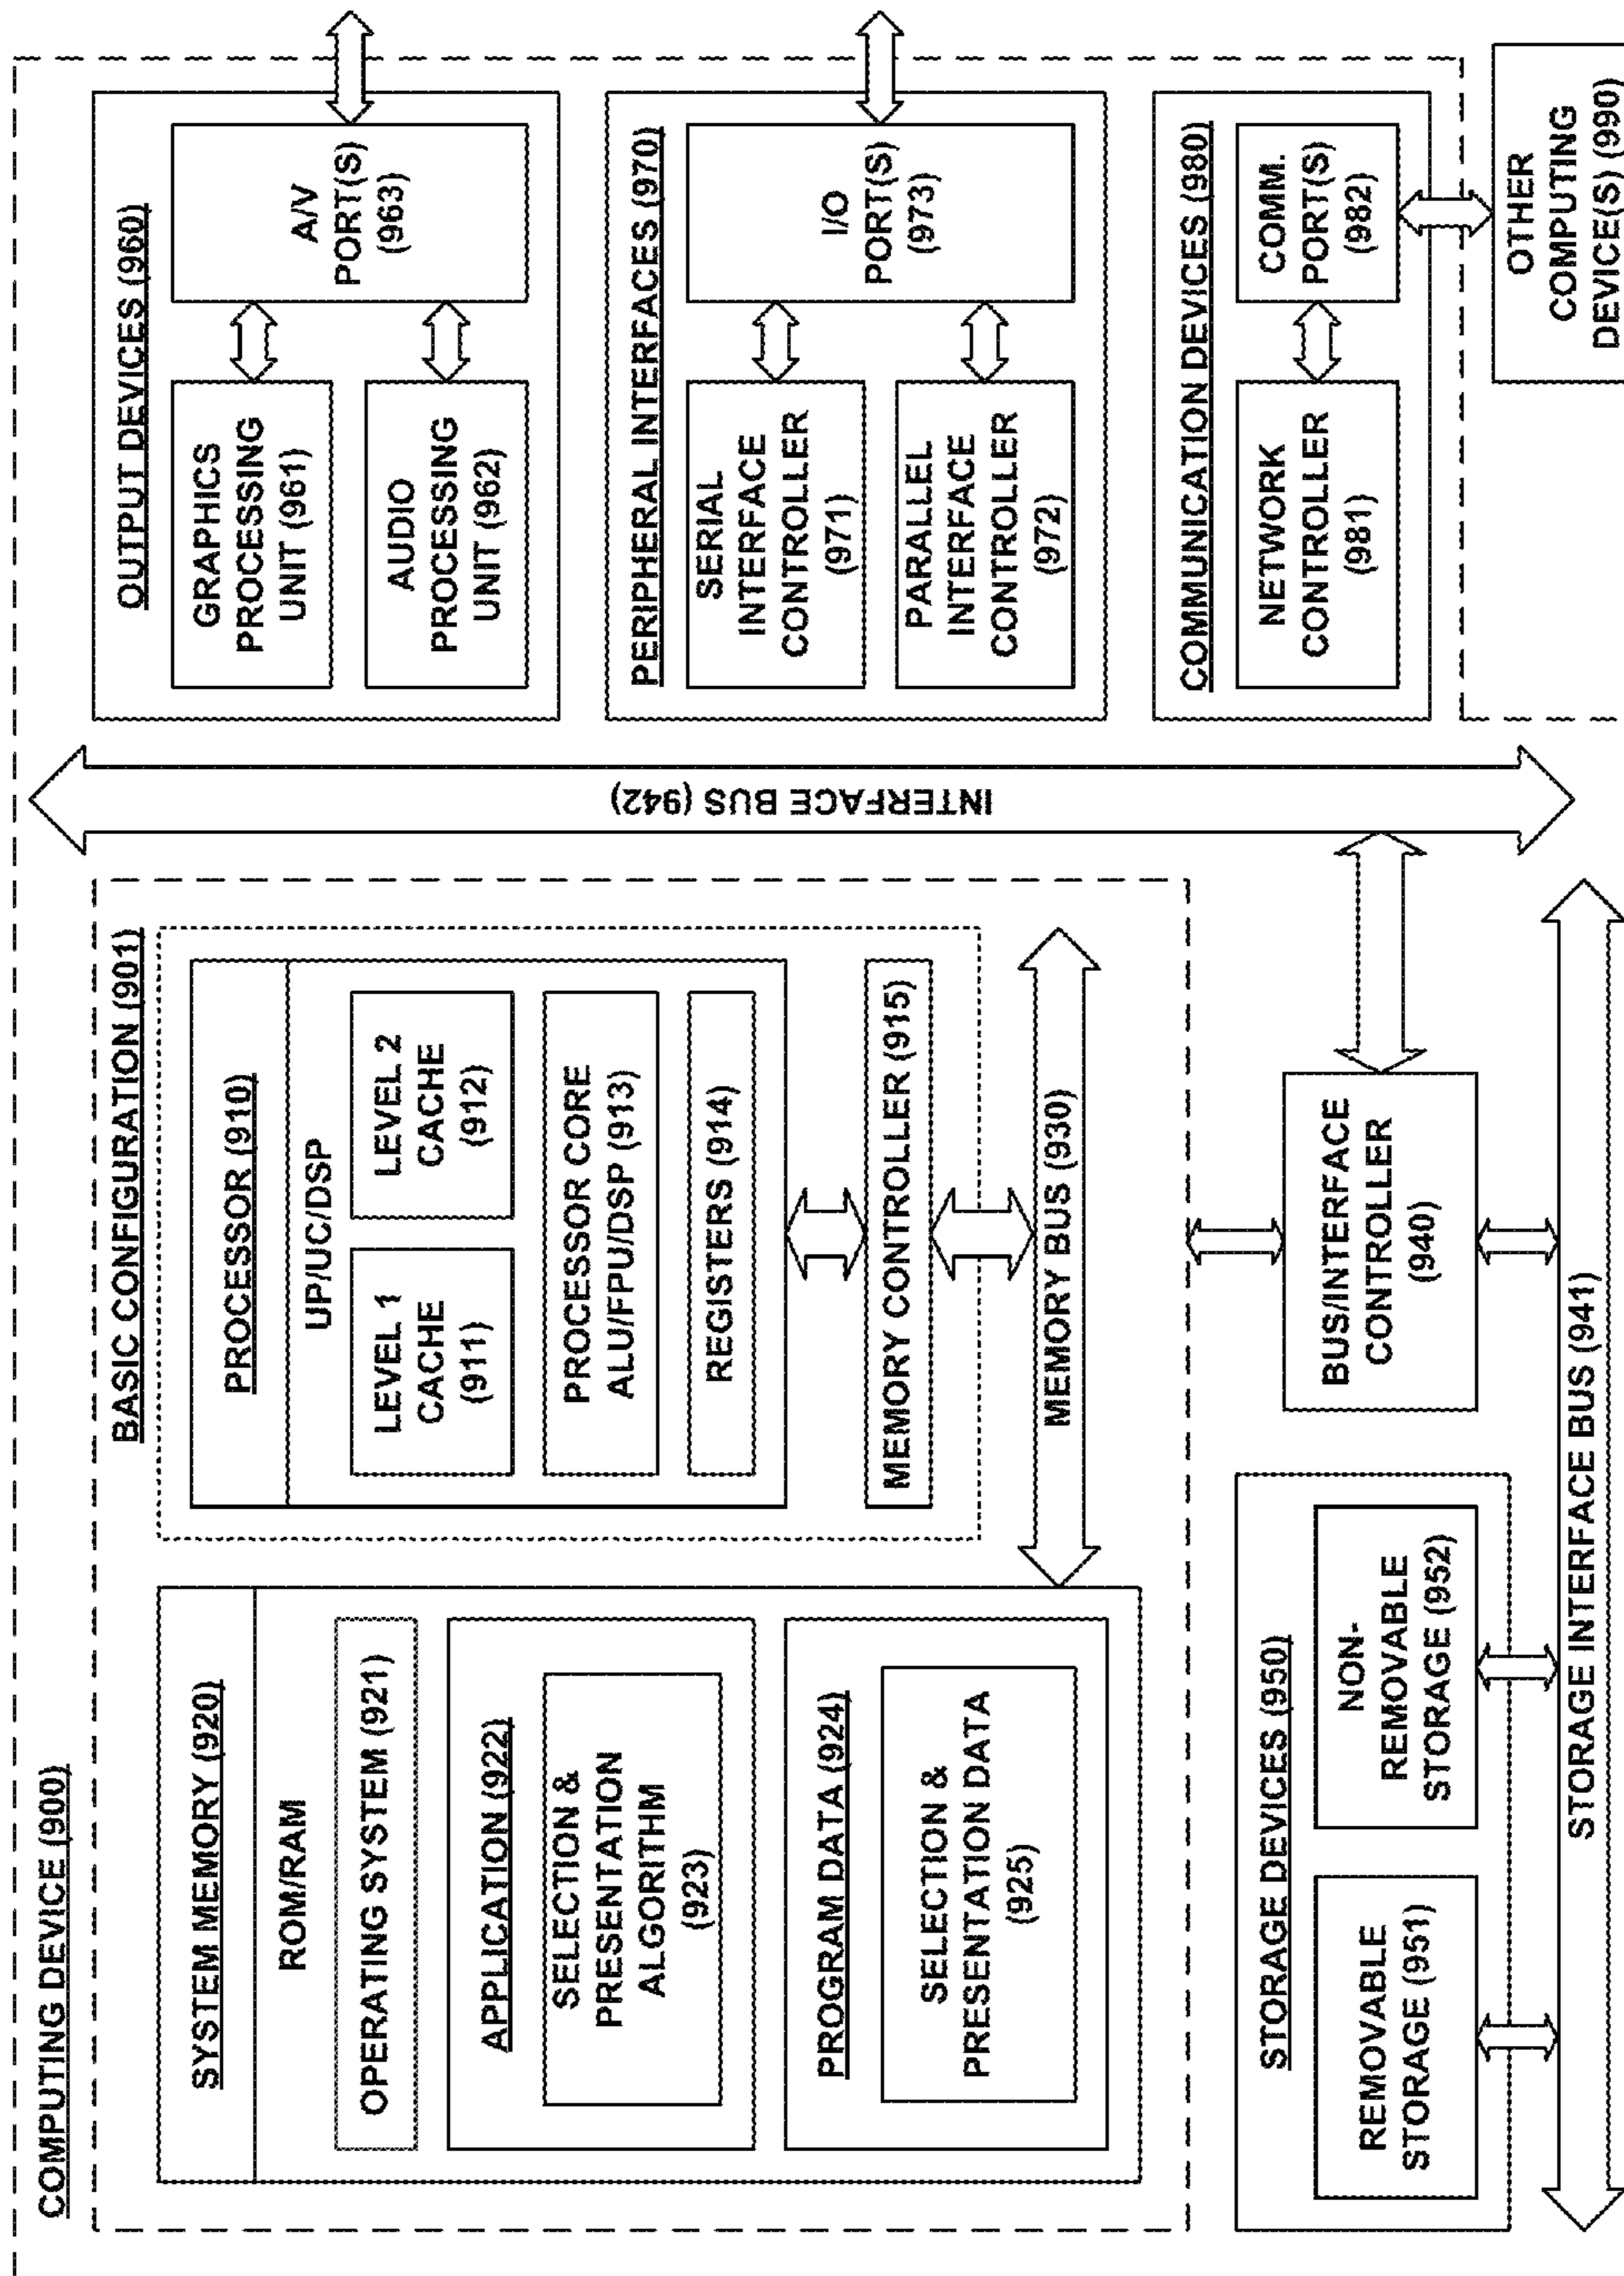 COMPUTING DEVICE (900)
BASIC CONFIGURATION (901)
SYSTEM MEMORY (920)
ROM/RAM
OPERATING SYSTEM (921)
APPLICATION (922)
SELECTION &
PRESENTATION
ALGORITHM
(923)
PROGRAM DATA (924)
SELECTION &
PRESENTATION DATA
(925)
PROCESSOR (910)
UP/UC/DSP
LEVEL 1
CACHE
(911)
LEVEL 2
CACHE
(912)
PROCESSOR CORE
ALU/FPU/DSP (913)
REGISTERS (914)
MEMORY CONTROLLER (915)
MEMORY BUS (930)
BUS/INTERFACE
CONTROLLER
(940)
STORAGE DEVICES (950)
REMOVABLE
STORAGE (951)
NON-
REMOVABLE
STORAGE (952)
STORAGE INTERFACE BUS (941)
INTERFACE BUS (942)
OUTPUT DEVICES (960)
GRAPHICS
PROCESSING
UNIT (961)
AUDIO
PROCESSING
UNIT (962)
A/V
PORT(S)
(963)
PERIPHERAL INTERFACES (970)
SERIAL
INTERFACE
CONTROLLER
(971)
PARALLEL
INTERFACE
CONTROLLER
(972)
I/O
PORT(S)
(973)
COMMUNICATION DEVICES (980)
NETWORK
CONTROLLER
(981)
COMM.
PORT(S)
(982)
OTHER
COMPUTING
DEVICE(S) (990)